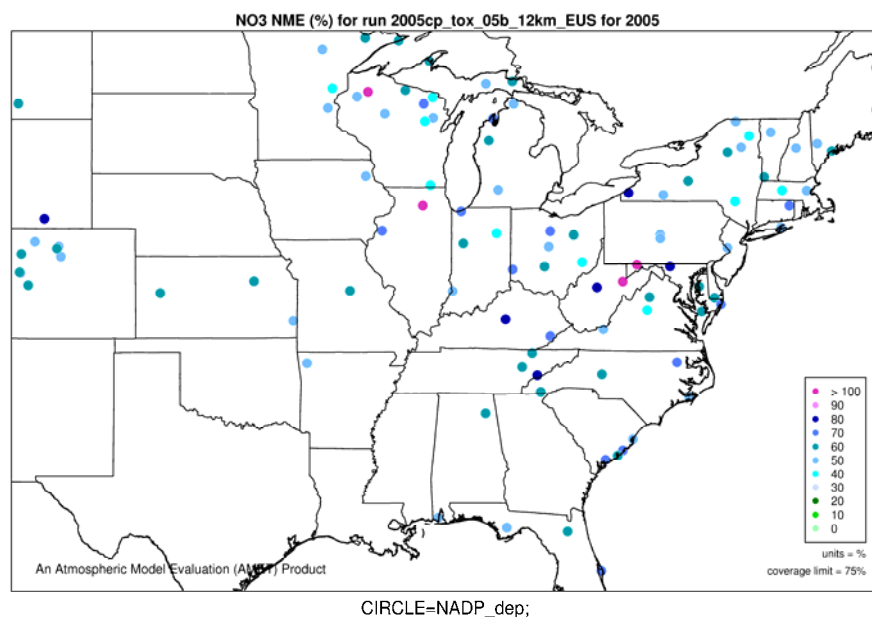 NO3 NME (%) for run 2005cp_tox_05b_12km_EUS for 2005
> 100
90
80
70
60
50
40
30
20
10
0
units = %
coverage limit = 75%
An Atmospheric Model Evaluation (AMET) Product
CIRCLE=NADP_dep;